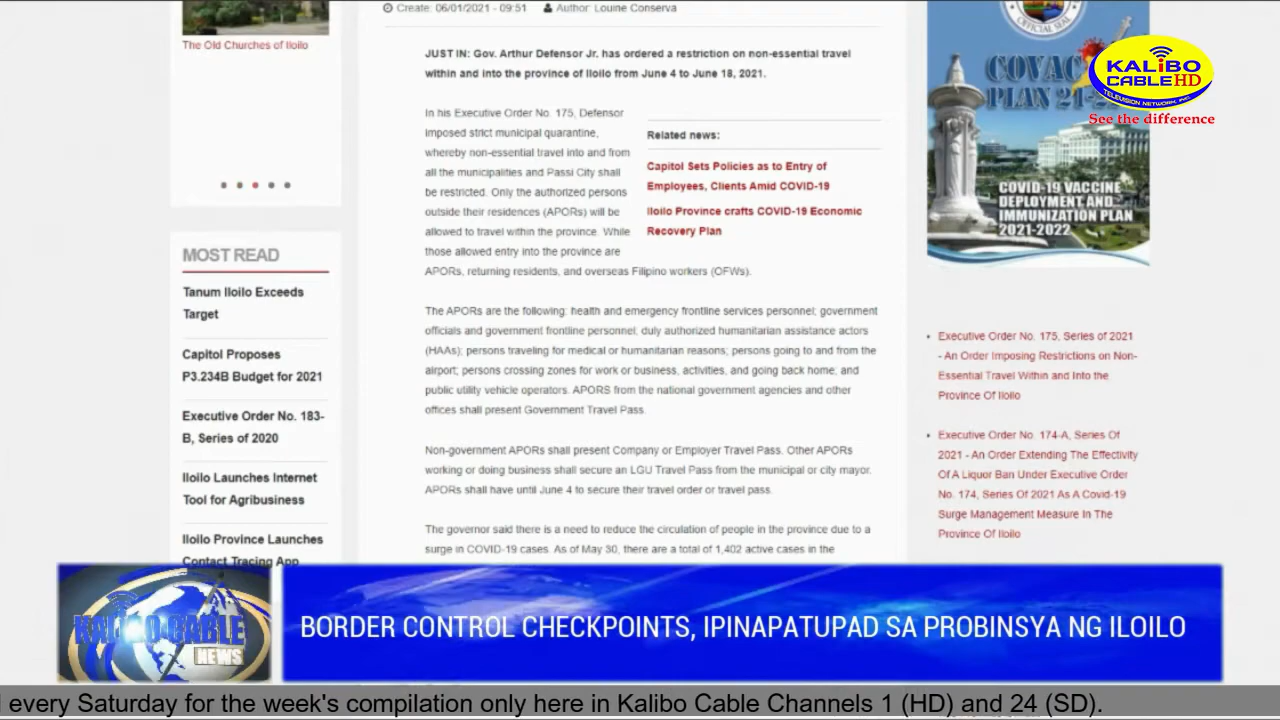 The Old Churches of Iloilo
MOST READ
Tanum Iloilo Exceeds
Target
Capitol Proposes
P3.234B Budget for 2021
Executive Order No. 183-
B, Series of 2020
Iloilo Launches Internet
Tool for Agribusiness
Iloilo Province Launches
Contact Tracing App
Create: 06/01/2021 - 09:51 Author: Louine Conserva
JUST IN: Gov. Arthur Defensor Jr. has ordered a restriction on non-essential travel
within and into the province of Iloilo from June 4 to June 18, 2021.
In his Executive Order No. 175, Defensor
imposed strict municipal quarantine,
whereby non-essential travel into and from
all the municipalities and Passi City shall
be restricted. Only the authorized persons
outside their residences (APORs) will be
allowed to travel within the province. While
those allowed entry into the province are
APORs, returning residents, and overseas Filipino workers (OFWs).
Related news:
Capitol Sets Policies as to Entry of
Employees, Clients Amid COVID-19
Iloilo Province crafts COVID-19 Economic
Recovery Plan
The APORs are the following: health and emergency frontline services personnel; government
officials and government frontline personnel; duly authorized humanitarian assistance actors
(HAAs); persons traveling for medical or humanitarian reasons; persons going to and from the
airport; persons crossing zones for work or business, activities, and going back home; and
public utility vehicle operators. APORS from the national government agencies and other
offices shall present Government Travel Pass.
Non-government APORs shall present Company or Employer Travel Pass. Other APORs
working or doing business shall secure an LGU Travel Pass from the municipal or city mayor.
APORs shall have until June 4 to secure their travel order or travel pass.
The governor said there is a need to reduce the circulation of people in the province due to a
surge in COVID-19 cases. As of May 30, there are a total of 1,402 active cases in the
OFFICIAL SEAL
COVAC
PLAN 21-2
COVID-19 VACCINE
DEPLOYMENT AND
IMMUNIZATION PLAN
2021-2022
KALIBO
CABLE HD
TELEVISION NETWORK, INC.
See the difference
Executive Order No. 175, Series of 2021
- An Order Imposing Restrictions on Non-
Essential Travel Within and Into the
Province Of Iloilo
Executive Order No. 174-A, Series Of
2021 - An Order Extending The Effectivity
Of A Liquor Ban Under Executive Order
No. 174, Series Of 2021 As A Covid-19
Surge Management Measure In The
Province Of Iloilo
KALIBO CABLE
NEWS
BORDER CONTROL CHECKPOINTS, IPINAPATUPAD SA PROBINSYA NG ILOILO
every Saturday for the week's compilation only here in Kalibo Cable Channels 1 (HD) and 24 (SD).